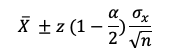 X̄ ± z (1 − α/2) σₓ/√n